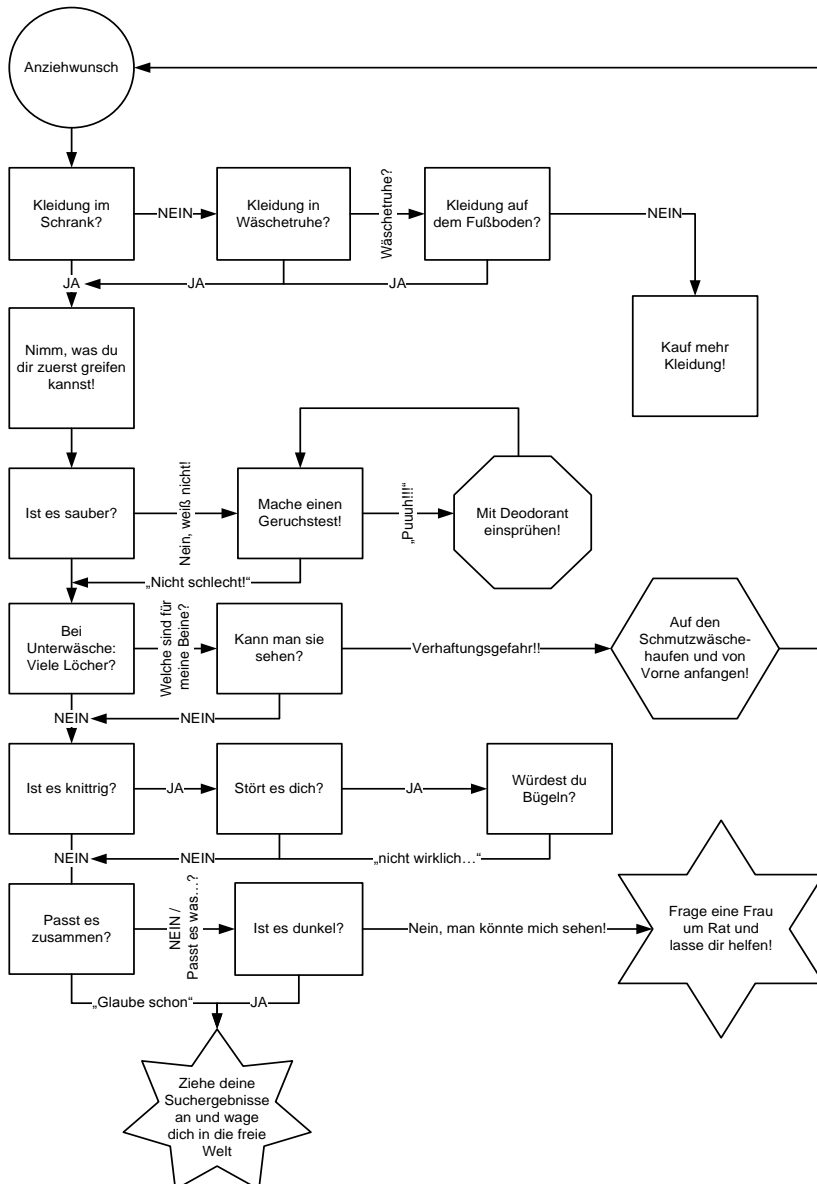 Anziehwunsch
Kleidung im
Schrank?
NEIN
Kleidung in
Wäschetruhe?
Wäschetruhe?
Kleidung auf
dem Fußboden?
NEIN
JA
JA
JA
Nimm, was du
dir zuerst greifen
kannst!
Kauf mehr
Kleidung!
Ist es sauber?
Nein, weiß nicht!
Mache einen
Geruchstest!
„Puuuh!!!“
Mit Deodorant
einsprühen!
„Nicht schlecht!“
Bei
Unterwäsche:
Viele Löcher?
Welche sind für
meine Beine?
Kann man sie
sehen?
Verhaftungsgefahr!!
Auf den
Schmutzwäsche-
haufen und von
Vorne anfangen!
NEIN
NEIN
Ist es knittrig?
JA
Stört es dich?
JA
Würdest du
Bügeln?
NEIN
NEIN
„nicht wirklich…“
Passt es
zusammen?
NEIN /
Passt es was…?
Ist es dunkel?
Nein, man könnte mich sehen!
Frage eine Frau
um Rat und
lasse dir helfen!
„Glaube schon“
JA
Ziehe deine
Suchergebnisse
an und wage
dich in die freie
Welt